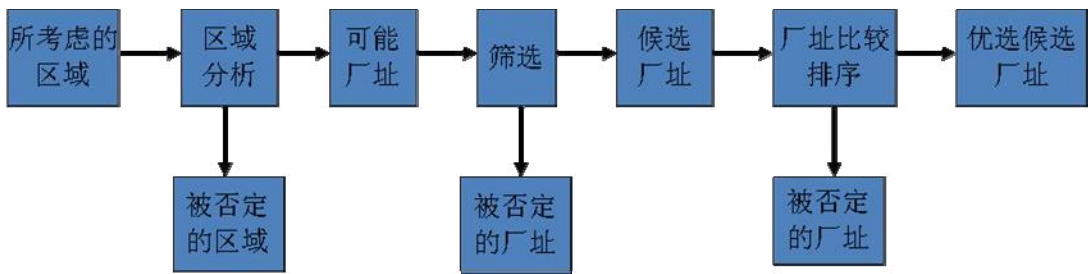 所考虑的
区域
区域
分析
可能
厂址
筛选
候选
厂址
厂址比较
排序
优选候选
厂址
被否定
的区域
被否定
的厂址
被否定
的厂址